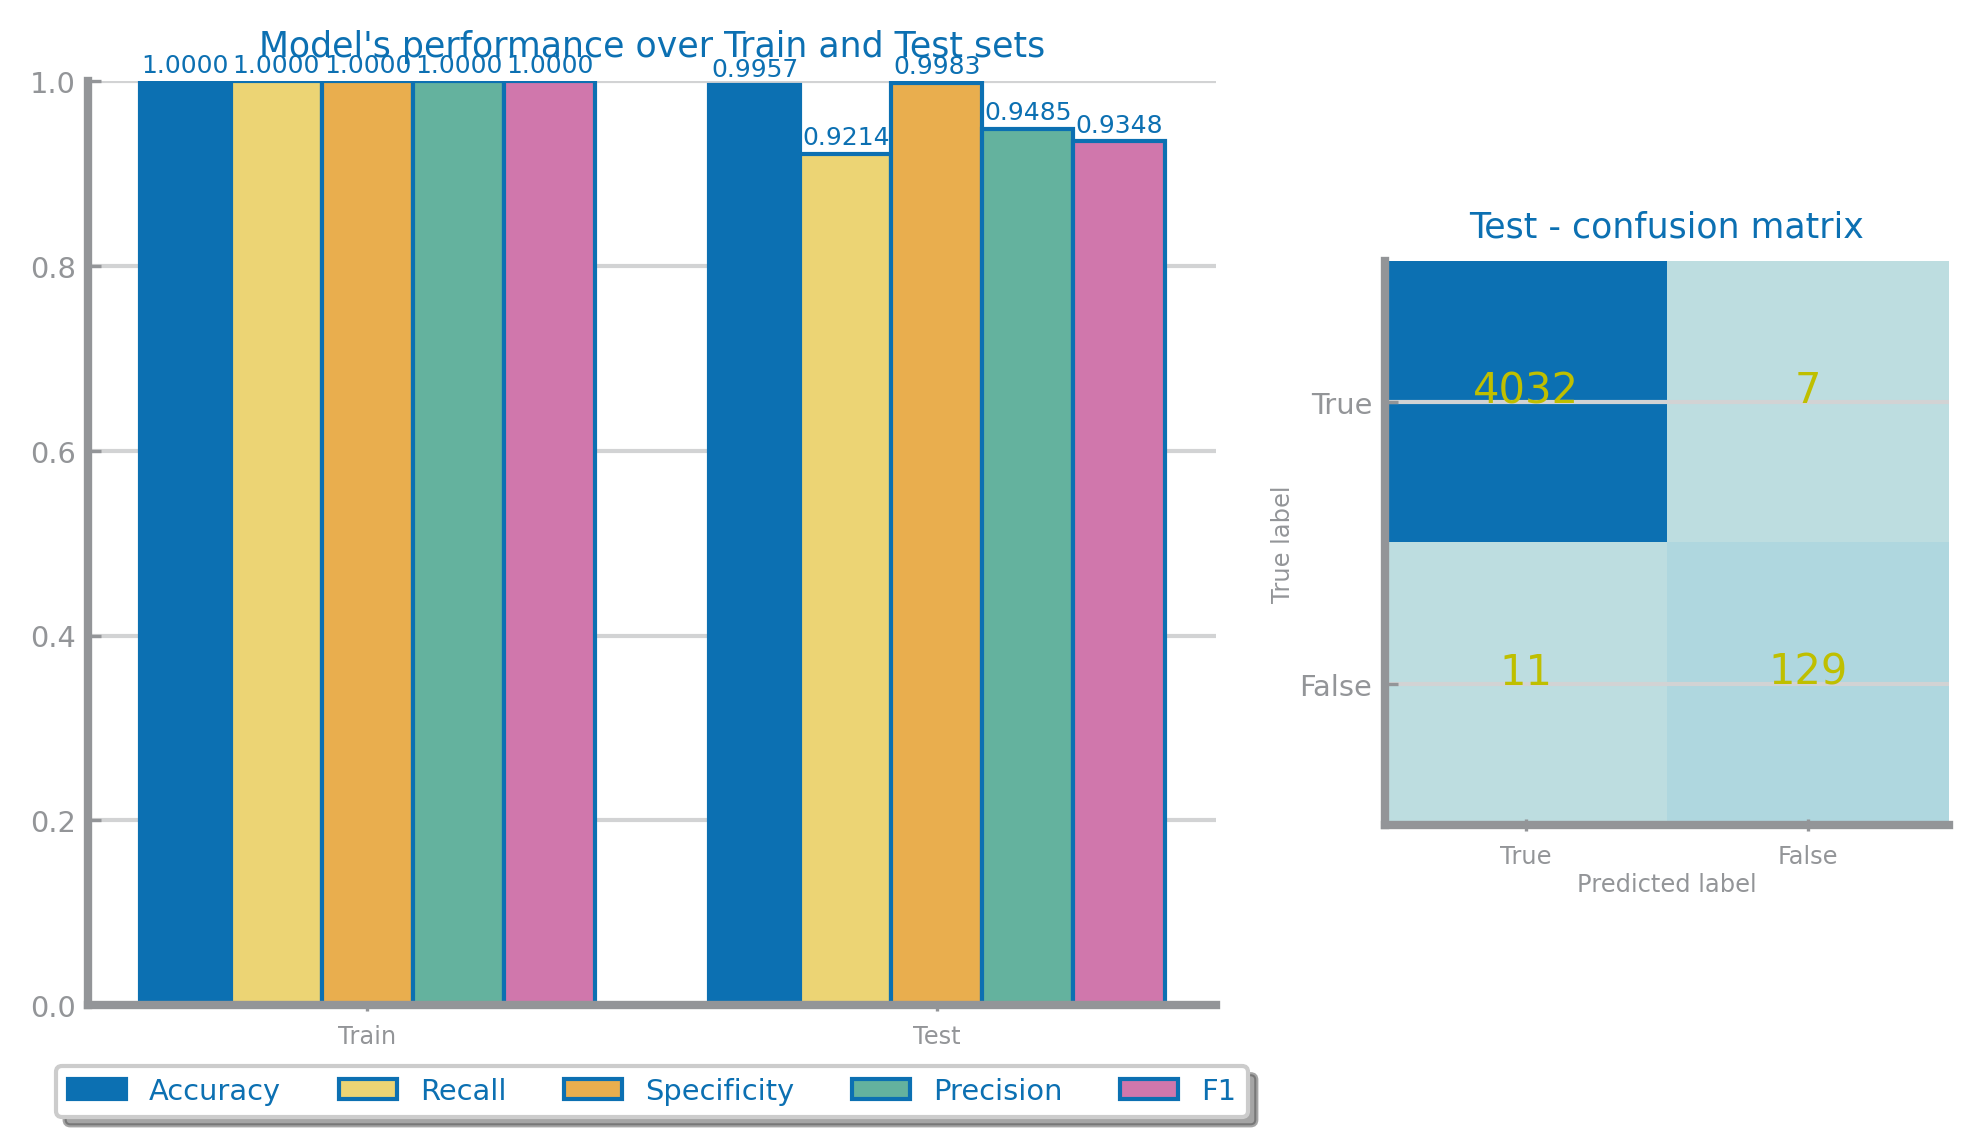 Model's performance over Train and Test sets
1.0000 1.0000 1.0000 1.0000 1.0000 0.9957 0.9214 0.9983 0.9485 0.9348
1.0
0.8
0.6
0.4
0.2
0.0
Train Test
Accuracy Recall Specificity Precision F1
Test - confusion matrix
True label
True 4032 7
False 11 129
True False
Predicted label